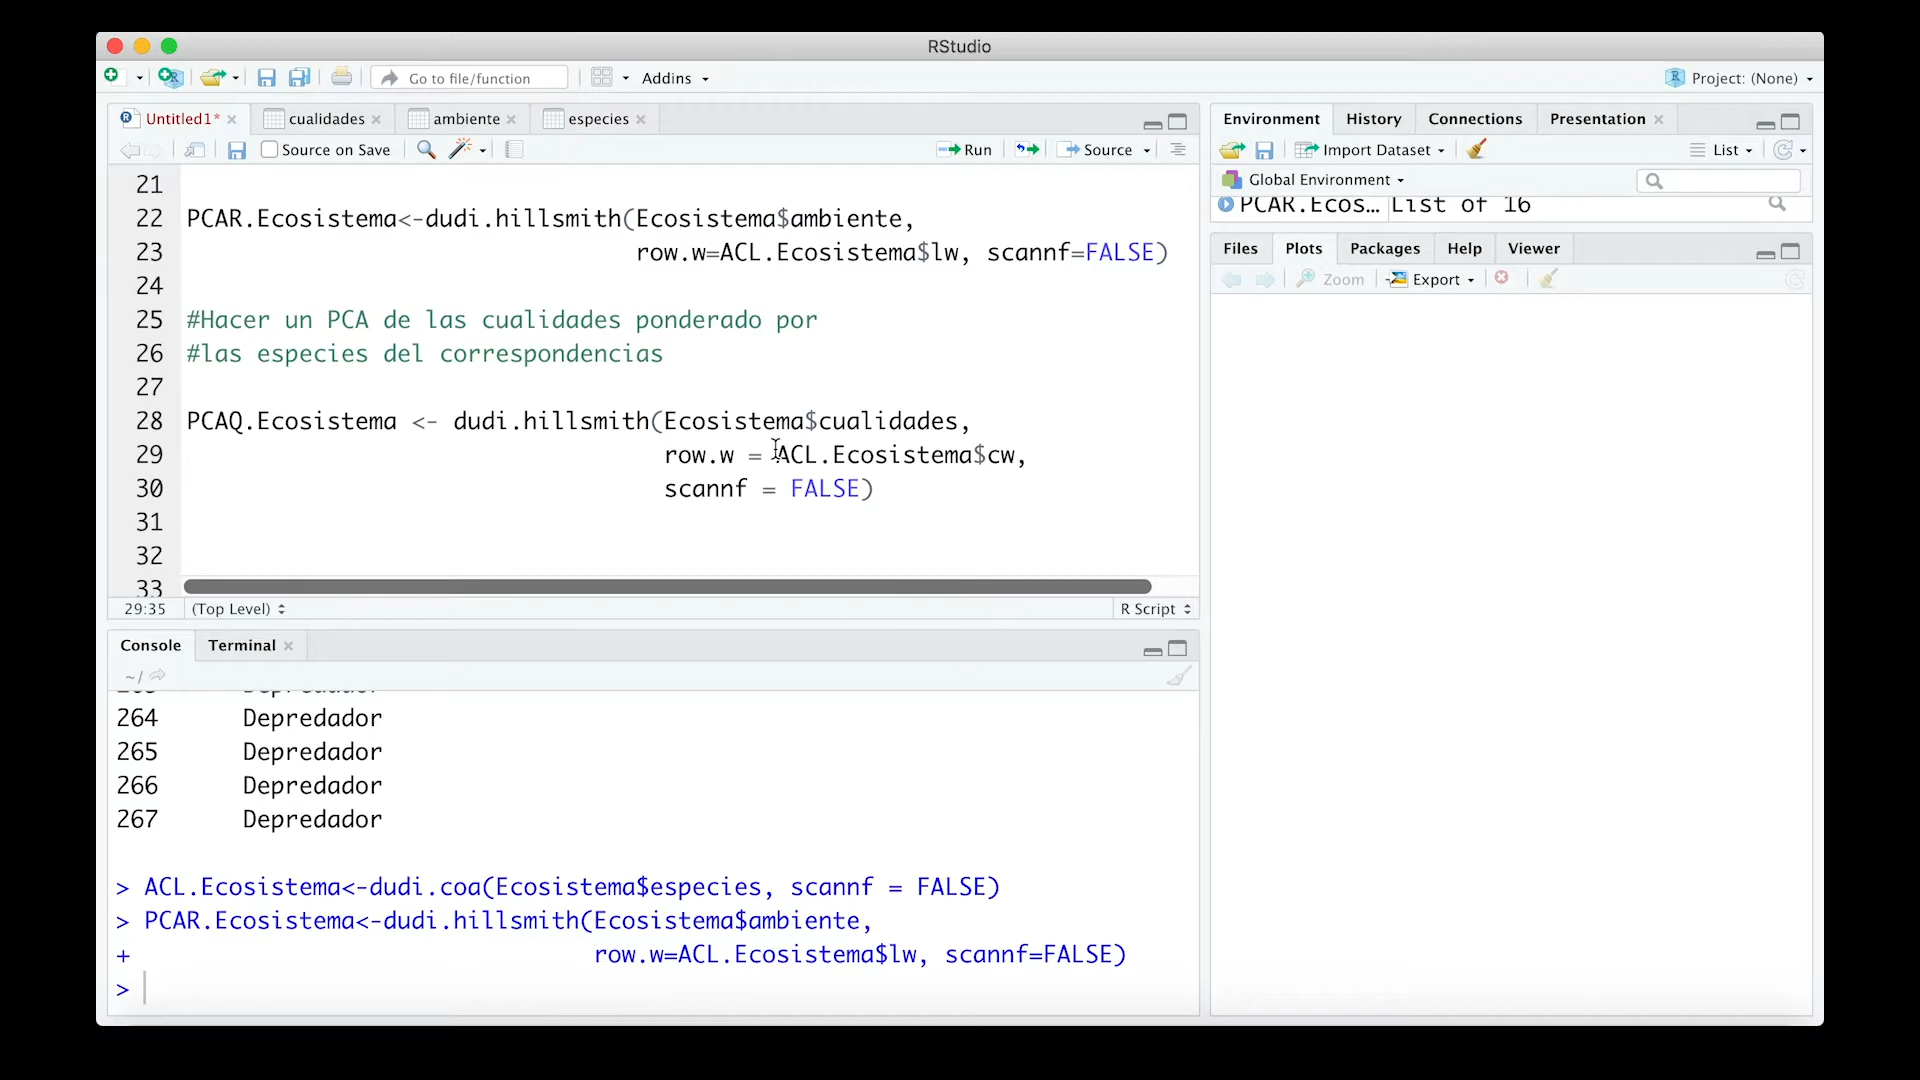 RStudio
Go to file/function
Addins
Project: (None)
Untitled1*
cualidades
ambiente
especies
Source on Save
Run
Source
21
22 PCAR.Ecosistema<-dudi.hillsmith(Ecosistema$ambiente,
23 row.w=ACL.Ecosistema$lw, scannf=FALSE)
24
25 #Hacer un PCA de las cualidades ponderado por
26 #las especies del correspondencias
27
28 PCAQ.Ecosistema <- dudi.hillsmith(Ecosistema$cualidades,
29 row.w = ACL.Ecosistema$cw,
30 scannf = FALSE)
31
32
33
29:35 (Top Level) R Script
Console Terminal
~/
264 Depredador
265 Depredador
266 Depredador
267 Depredador
> ACL.Ecosistema<-dudi.coa(Ecosistema$especies, scannf = FALSE)
> PCAR.Ecosistema<-dudi.hillsmith(Ecosistema$ambiente,
+ row.w=ACL.Ecosistema$lw, scannf=FALSE)
>
Environment History Connections Presentation
Import Dataset List
Global Environment
PCAR.Ecos... List of 16
Files Plots Packages Help Viewer
Zoom Export